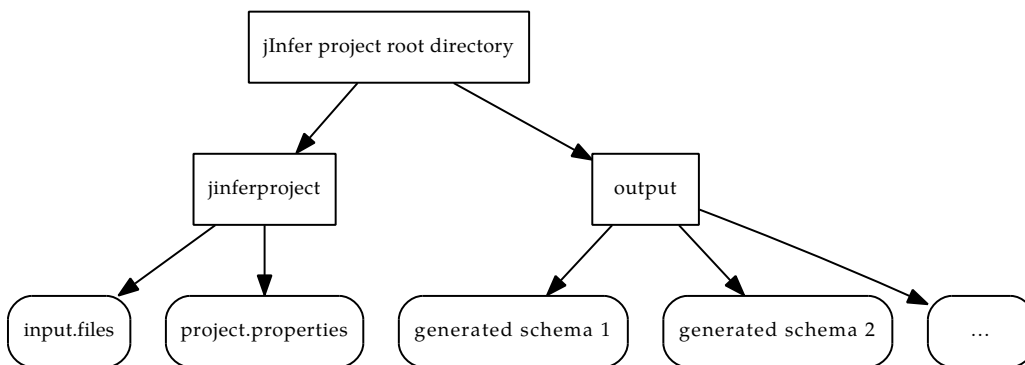 jInfer project root directory
jinferproject
output
input.files
project.properties
generated schema 1
generated schema 2
...